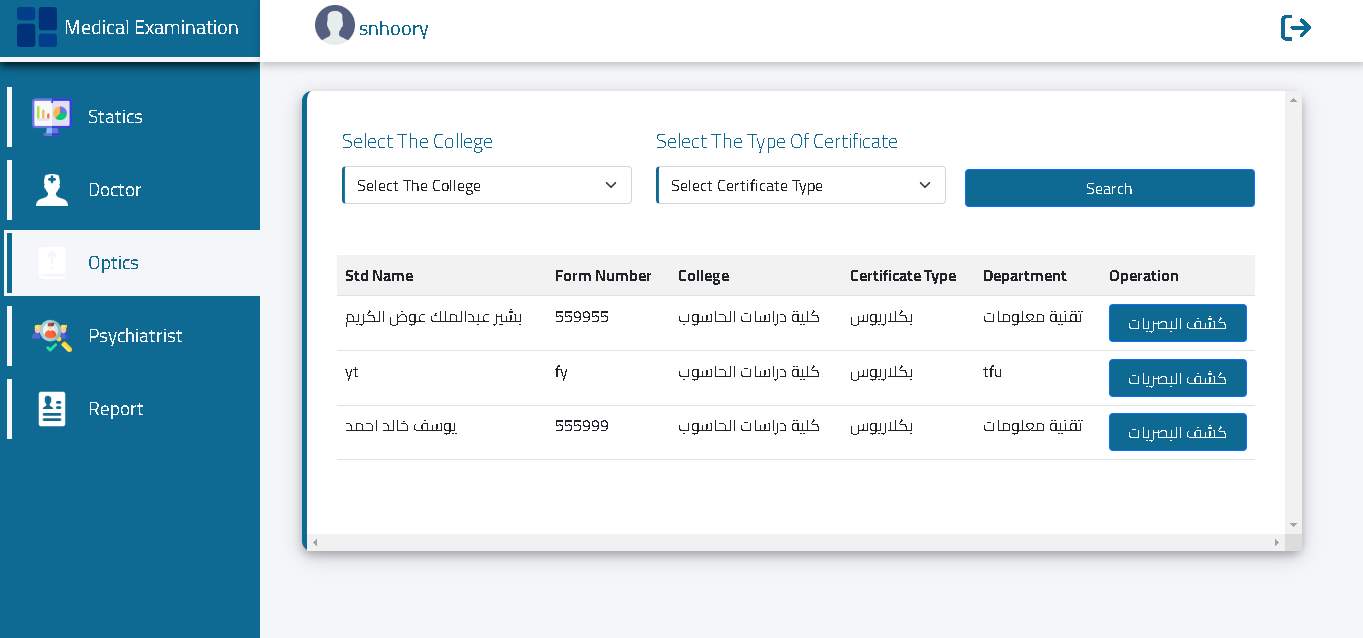 Medical Examination
snhoory
Statics
Doctor
Optics
Psychiatrist
Report
Select The College
Select The Type Of Certificate
Select The College
Select Certificate Type
Search
Std Name Form Number College Certificate Type Department Operation
بشير عبدالملك عوض الكريم 559955 كلية دراسات الحاسوب بكلاريوس تقنية معلومات كشف البصريات
yt fy كلية دراسات الحاسوب بكلاريوس tfu كشف البصريات
يوسف خالد احمد 555999 كلية دراسات الحاسوب بكلاريوس تقنية معلومات كشف البصريات